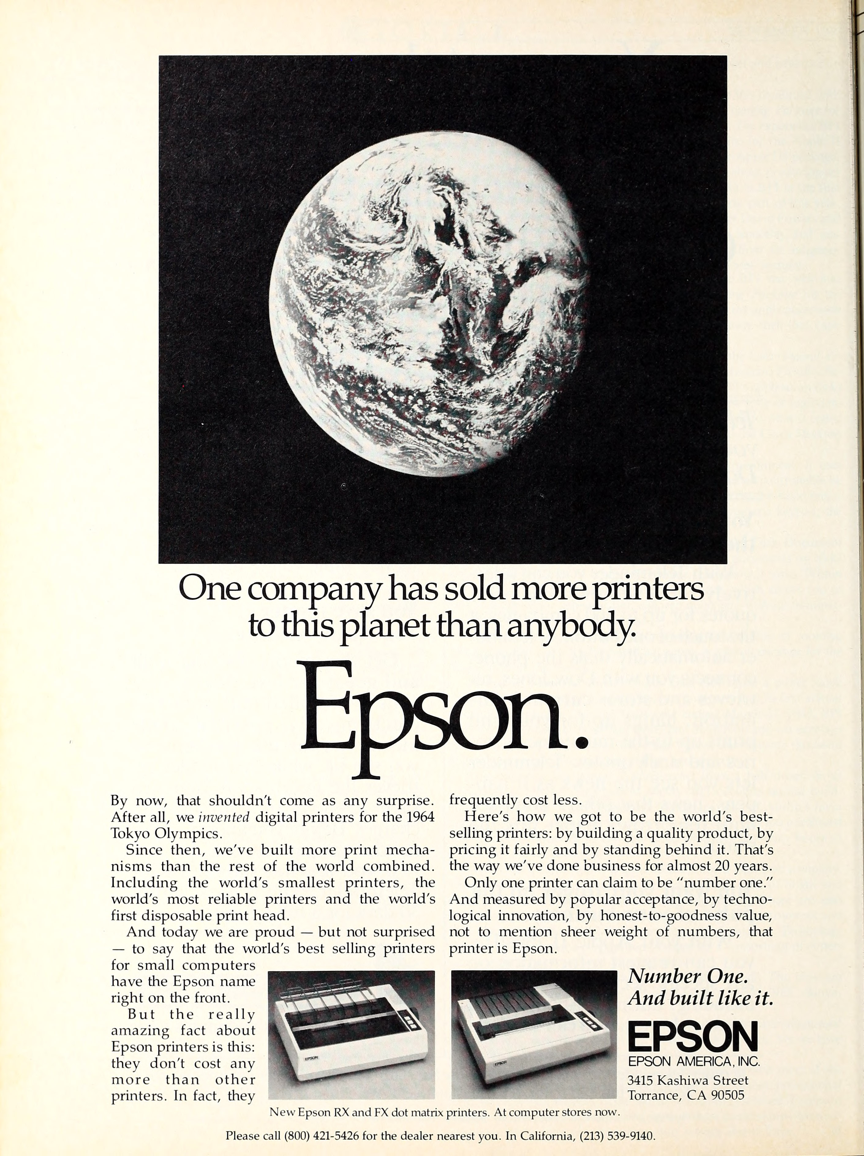 One company has sold more printers
to this planet than anybody.
Epson.
By now, that shouldn't come as any surprise.
After all, we invented digital printers for the 1964
Tokyo Olympics.
Since then, we've built more print mecha-
nisms than the rest of the world combined.
Including the world's smallest printers, the
world's most reliable printers and the world's
first disposable print head.
And today we are proud — but not surprised
— to say that the world's best selling printers
for small computers
have the Epson name
right on the front.
But the really
amazing fact about
Epson printers is this:
they don't cost any
more than other
printers. In fact, they
frequently cost less.
Here's how we got to be the world's best-
selling printers: by building a quality product, by
pricing it fairly and by standing behind it. That's
the way we've done business for almost 20 years.
Only one printer can claim to be "number one."
And measured by popular acceptance, by techno-
logical innovation, by honest-to-goodness value,
not to mention sheer weight of numbers, that
printer is Epson.
EPSON
EPSON
Number One.
And built like it.
EPSON
EPSON AMERICA, INC.
3415 Kashiwa Street
Torrance, CA 90505
New Epson RX and FX dot matrix printers. At computer stores now.
Please call (800) 421-5426 for the dealer nearest you. In California, (213) 539-9140.